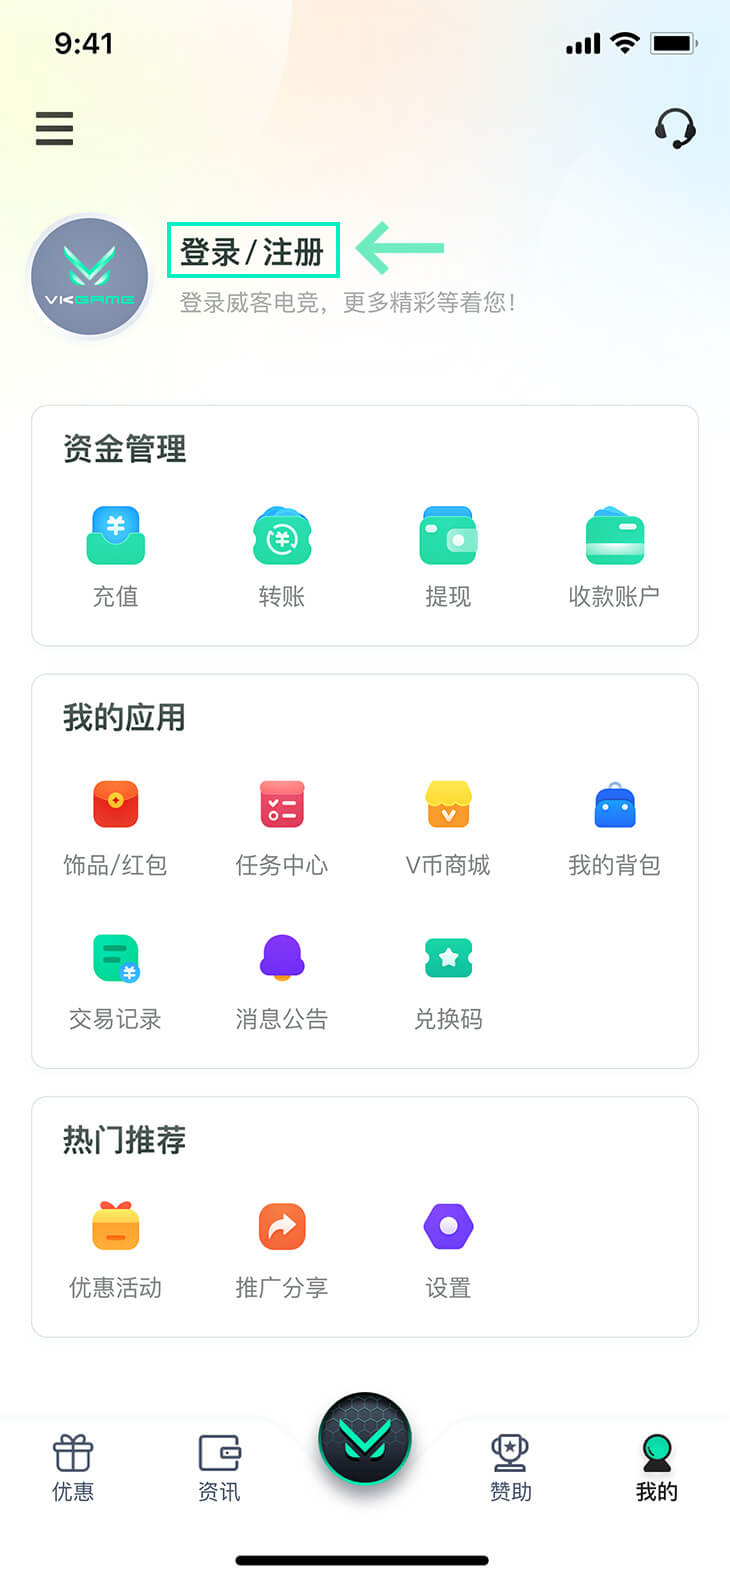 9:41
登录/注册
VKGAME
登录威客电竞，更多精彩等着您！
资金管理
充值 转账 提现 收款账户
我的应用
饰品/红包 任务中心 V币商城 我的背包
交易记录 消息公告 兑换码
热门推荐
优惠活动 推广分享 设置
优惠 资讯 赞助 我的